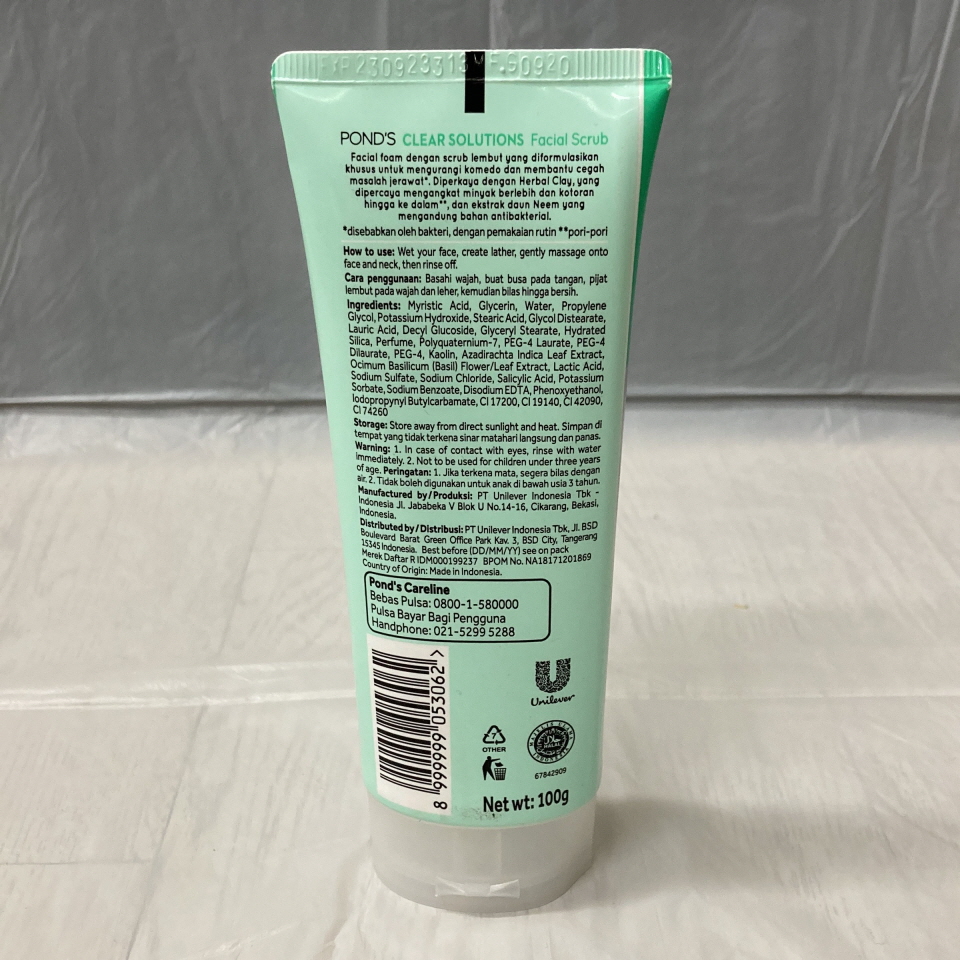 EXP 230923313 F.90920
POND'S CLEAR SOLUTIONS Facial Scrub
Facial foam dengan scrub lembut yang diformulasikan
khusus untuk mengurangi komedo dan membantu cegah
masalah jerawat*. Diperkaya dengan Herbal Clay, yang
dipercaya mengangkat minyak berlebih dan kotoran
hingga ke dalam**, dan ekstrak daun Neem yang
mengandung bahan antibakterial.
*disebabkan oleh bakteri, dengan pemakaian rutin **pori-pori
How to use: Wet your face, create lather, gently massage onto
face and neck, then rinse off.
Cara penggunaan: Basahi wajah, buat busa pada tangan, pijat
lembut pada wajah dan leher, kemudian bilas hingga bersih.
Ingredients: Myristic Acid, Glycerin, Water, Propylene
Glycol, Potassium Hydroxide, Stearic Acid, Glycol Distearate,
Lauric Acid, Decyl Glucoside, Glyceryl Stearate, Hydrated
Silica, Perfume, Polyquaternium-7, PEG-4 Laurate, PEG-4
Dilaurate, PEG-4, Kaolin, Azadirachta Indica Leaf Extract,
Ocimum Basilicum (Basil) Flower/Leaf Extract, Lactic Acid,
Sodium Sulfate, Sodium Chloride, Salicylic Acid, Potassium
Sorbate, Sodium Benzoate, Disodium EDTA, Phenoxyethanol,
Iodopropynyl Butylcarbamate, CI 17200, CI 19140, CI 42090,
CI 74260
Storage: Store away from direct sunlight and heat. Simpan di
tempat yang tidak terkena sinar matahari langsung dan panas.
Warning: 1. In case of contact with eyes, rinse with water
immediately. 2. Not to be used for children under three years
of age. Peringatan: 1. Jika terkena mata, segera bilas dengan
air. 2. Tidak boleh digunakan untuk anak di bawah usia 3 tahun.
Manufactured by/Produksi: PT Unilever Indonesia Tbk -
Indonesia Jl. Jababeka V Blok U No.14-16, Cikarang, Bekasi,
Indonesia.
Distributed by/Distribusi: PT Unilever Indonesia Tbk, Jl. BSD
Boulevard Barat Green Office Park Kav. 3, BSD City, Tangerang
15345 Indonesia. Best before (DD/MM/YY) see on pack
Merek Daftar R IDM000199237 BPOM No. NA18171201869
Country of Origin: Made in Indonesia.
Pond's Careline
Bebas Pulsa: 0800-1-580000
Pulsa Bayar Bagi Pengguna
Handphone: 021-5299 5288
8 999999 053062 >
Unilever
7
OTHER
MAJELIS ULAMA
HALAL
INDONESIA
67842909
Net wt: 100g